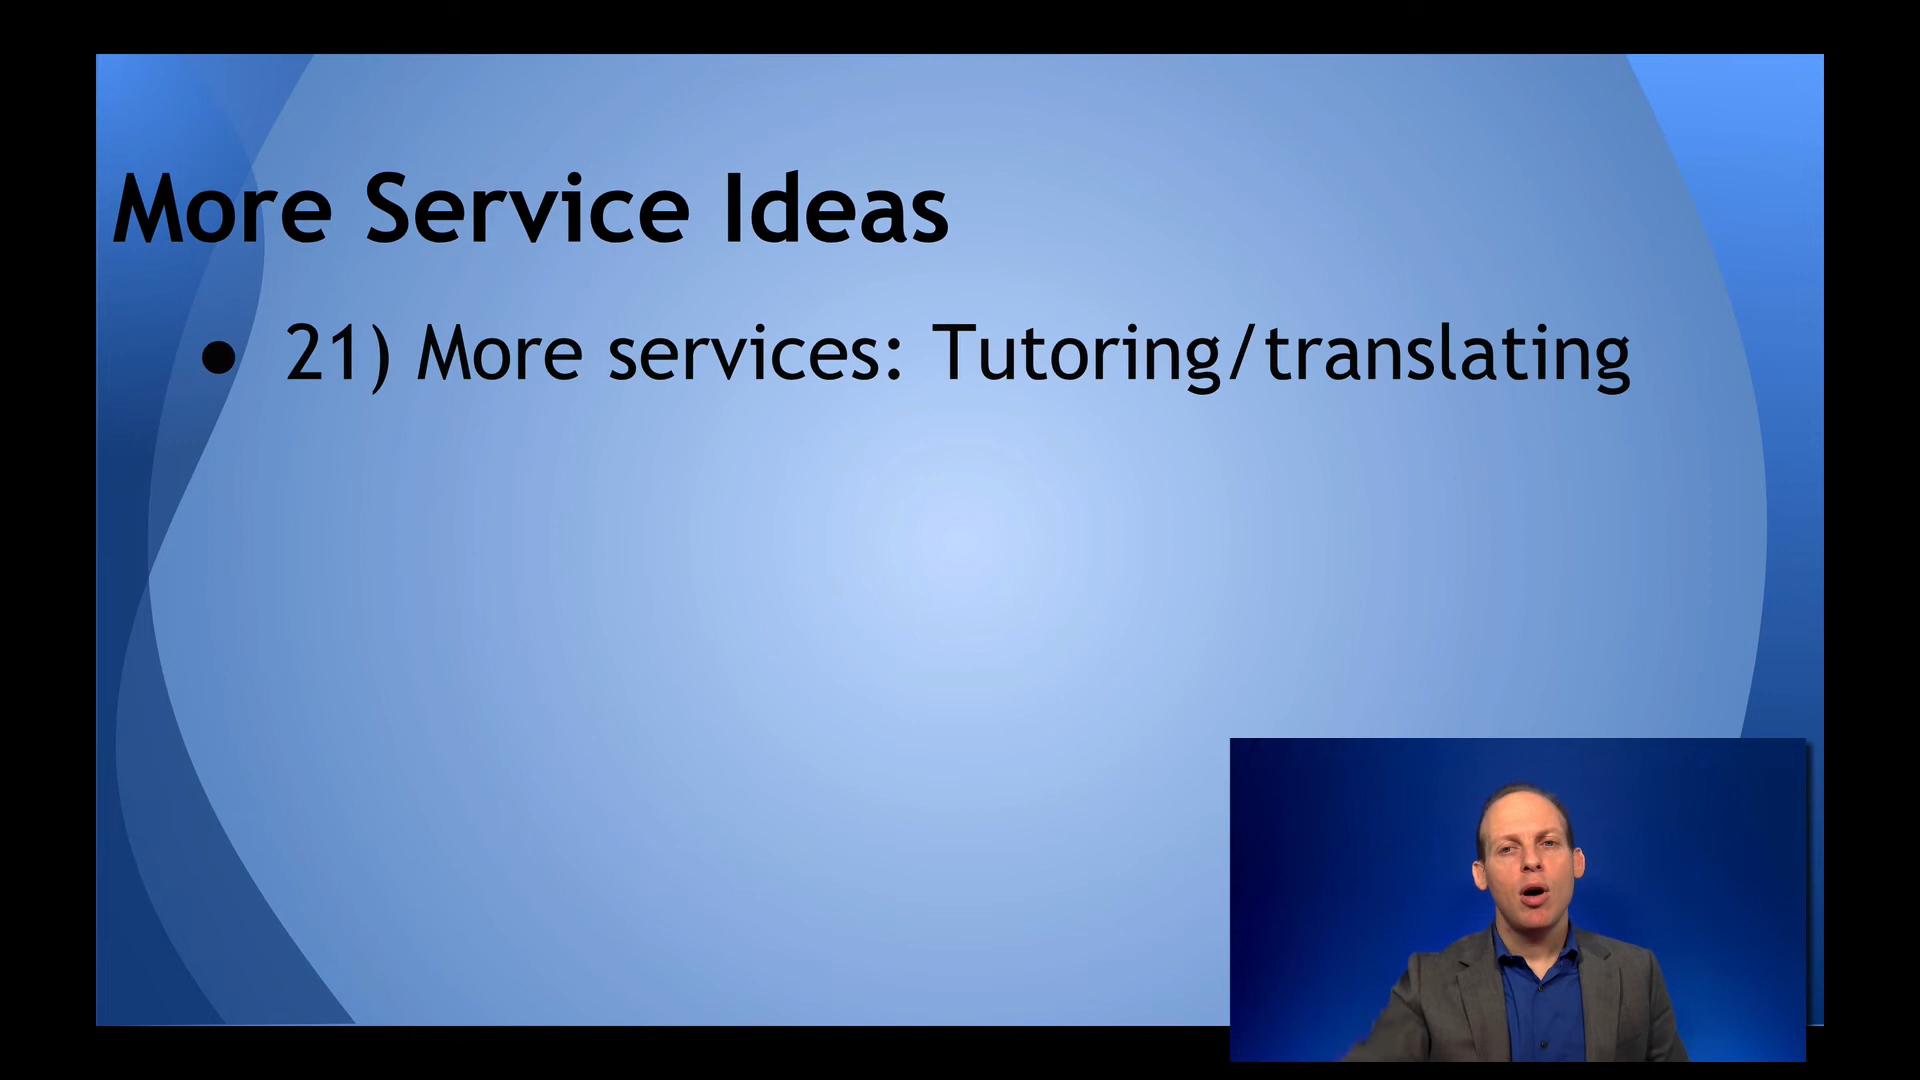 More Service Ideas
● 21) More services: Tutoring/translating